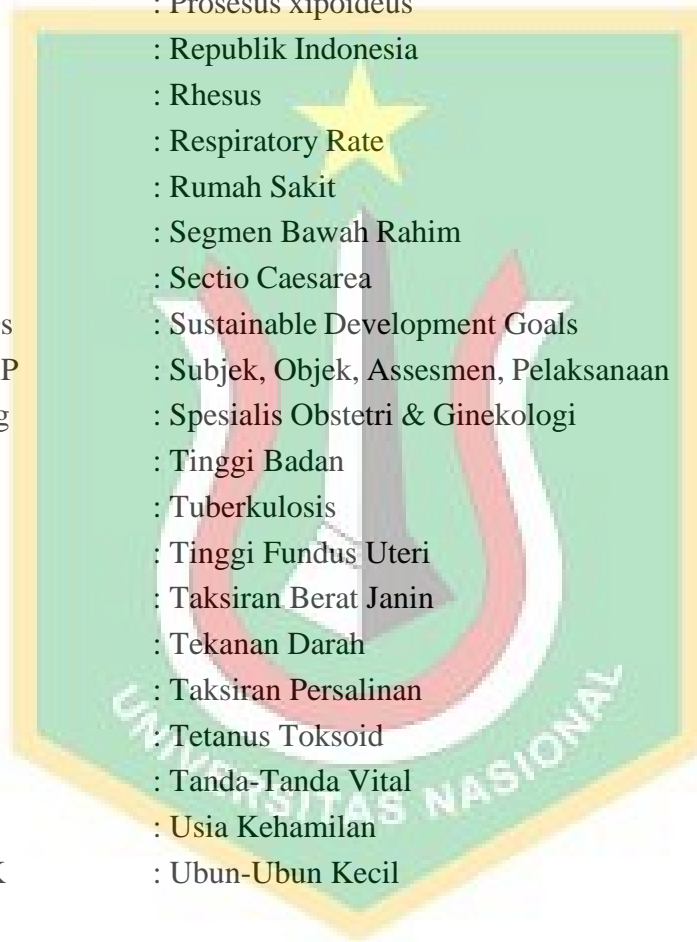 : Prosesus xipoideus
: Republik Indonesia
: Rhesus
: Respiratory Rate
: Rumah Sakit
: Segmen Bawah Rahim
: Sectio Caesarea
s : Sustainable Development Goals
P : Subjek, Objek, Assesmen, Pelaksanaan
g : Spesialis Obstetri & Ginekologi
: Tinggi Badan
: Tuberkulosis
: Tinggi Fundus Uteri
: Taksiran Berat Janin
: Tekanan Darah
: Taksiran Persalinan
: Tetanus Toksoid
: Tanda-Tanda Vital
: Usia Kehamilan
K : Ubun-Ubun Kecil
UNIVERSITAS NASIONAL